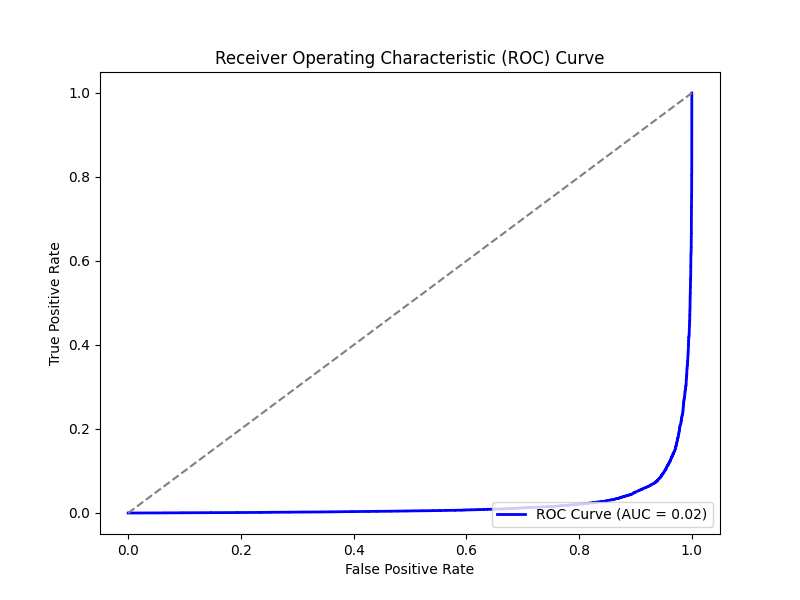 Receiver Operating Characteristic (ROC) Curve
1.0
0.8
0.6
0.4
0.2
0.0
True Positive Rate
ROC Curve (AUC = 0.02)
0.0 0.2 0.4 0.6 0.8 1.0
False Positive Rate